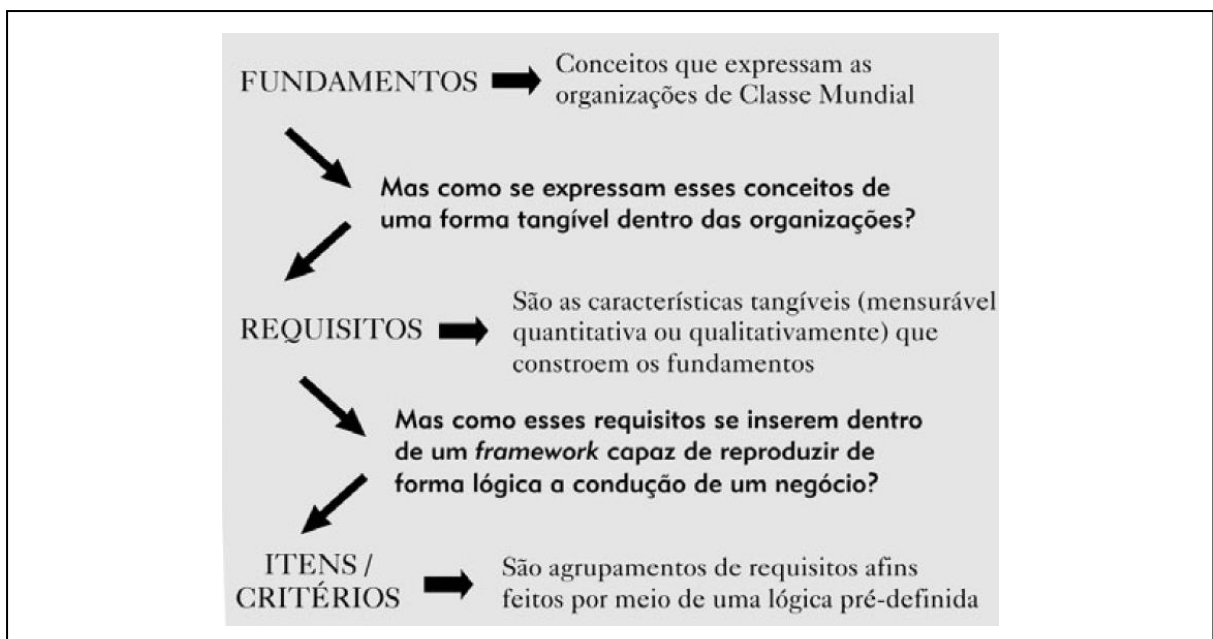 FUNDAMENTOS
Conceitos que expressam as
organizações de Classe Mundial
Mas como se expressam esses conceitos de
uma forma tangível dentro das organizações?
REQUISITOS
São as características tangíveis (mensurável
quantitativa ou qualitativamente) que
constroem os fundamentos
Mas como esses requisitos se inserem dentro
de um framework capaz de reproduzir de
forma lógica a condução de um negócio?
ITENS /
CRITÉRIOS
São agrupamentos de requisitos afins
feitos por meio de uma lógica pré-definida